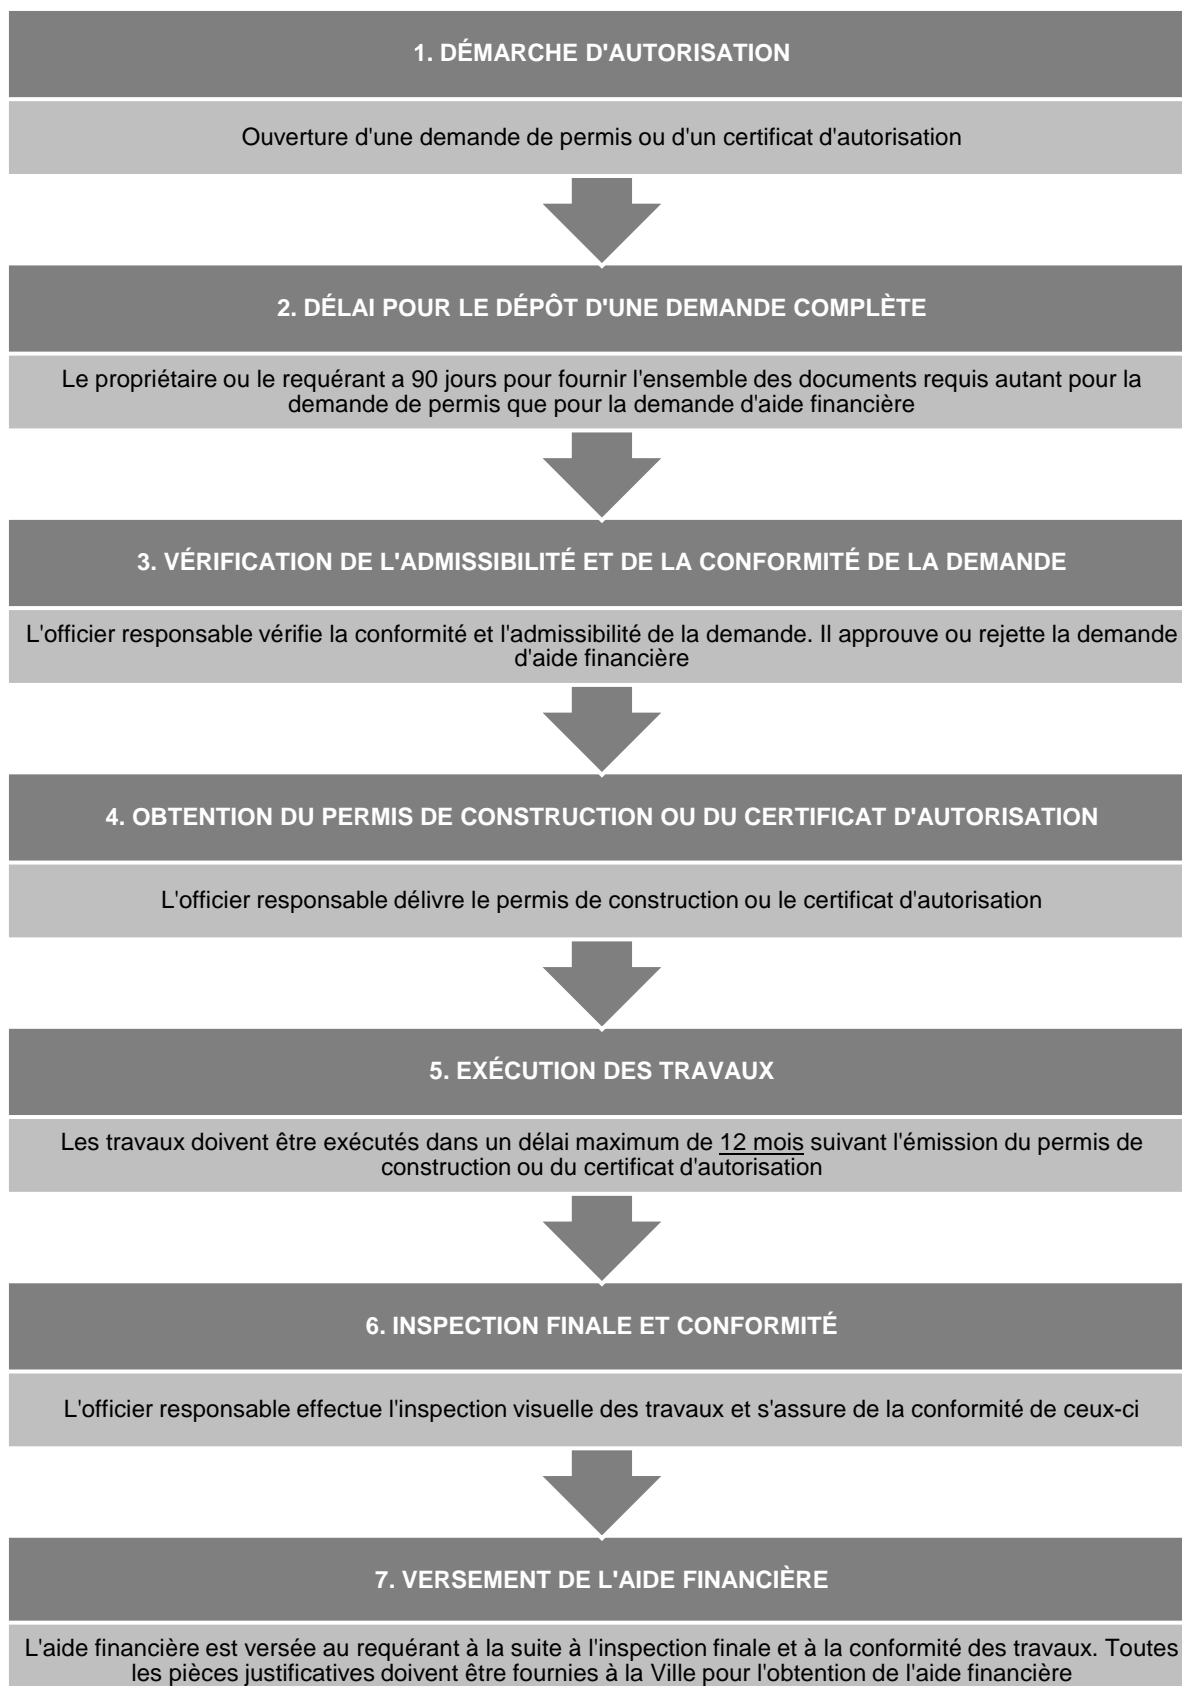 1. DÉMARCHE D'AUTORISATION
Ouverture d'une demande de permis ou d'un certificat d'autorisation
2. DÉLAI POUR LE DÉPÔT D'UNE DEMANDE COMPLÈTE
Le propriétaire ou le requérant a 90 jours pour fournir l'ensemble des documents requis autant pour la
demande de permis que pour la demande d'aide financière
3. VÉRIFICATION DE L'ADMISSIBILITÉ ET DE LA CONFORMITÉ DE LA DEMANDE
L'officier responsable vérifie la conformité et l'admissibilité de la demande. Il approuve ou rejette la demande
d'aide financière
4. OBTENTION DU PERMIS DE CONSTRUCTION OU DU CERTIFICAT D'AUTORISATION
L'officier responsable délivre le permis de construction ou le certificat d'autorisation
5. EXÉCUTION DES TRAVAUX
Les travaux doivent être exécutés dans un délai maximum de 12 mois suivant l'émission du permis de
construction ou du certificat d'autorisation
6. INSPECTION FINALE ET CONFORMITÉ
L'officier responsable effectue l'inspection visuelle des travaux et s'assure de la conformité de ceux-ci
7. VERSEMENT DE L'AIDE FINANCIÈRE
L'aide financière est versée au requérant à la suite à l'inspection finale et à la conformité des travaux. Toutes
les pièces justificatives doivent être fournies à la Ville pour l'obtention de l'aide financière